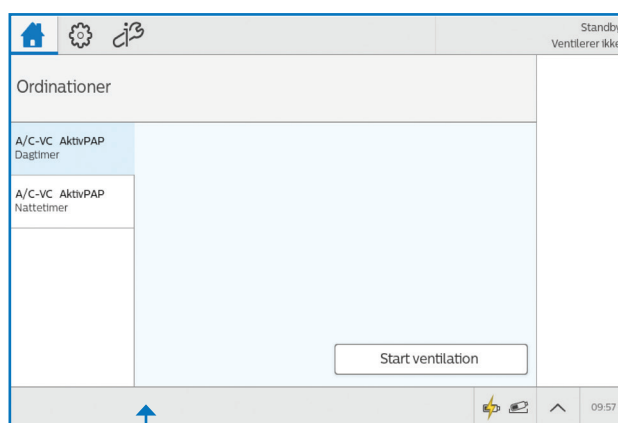 Standby
Ventilerer ikke
Ordinationer
A/C-VC AktivPAP
Dagtimer
A/C-VC AktivPAP
Nattetimer
Start ventilation
09:57